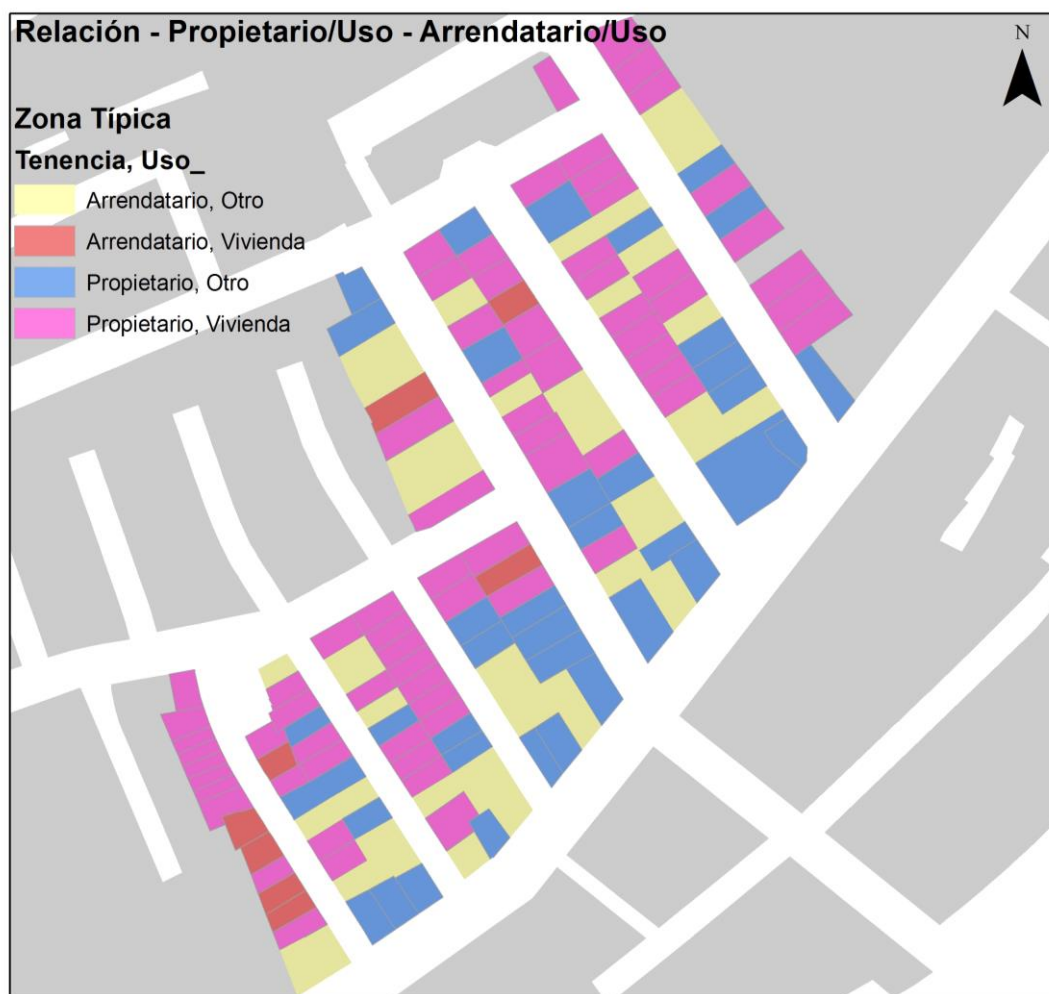 Relación - Propietario/Uso - Arrendatario/Uso
N
Zona Típica
Tenencia, Uso_
Arrendatario, Otro
Arrendatario, Vivienda
Propietario, Otro
Propietario, Vivienda